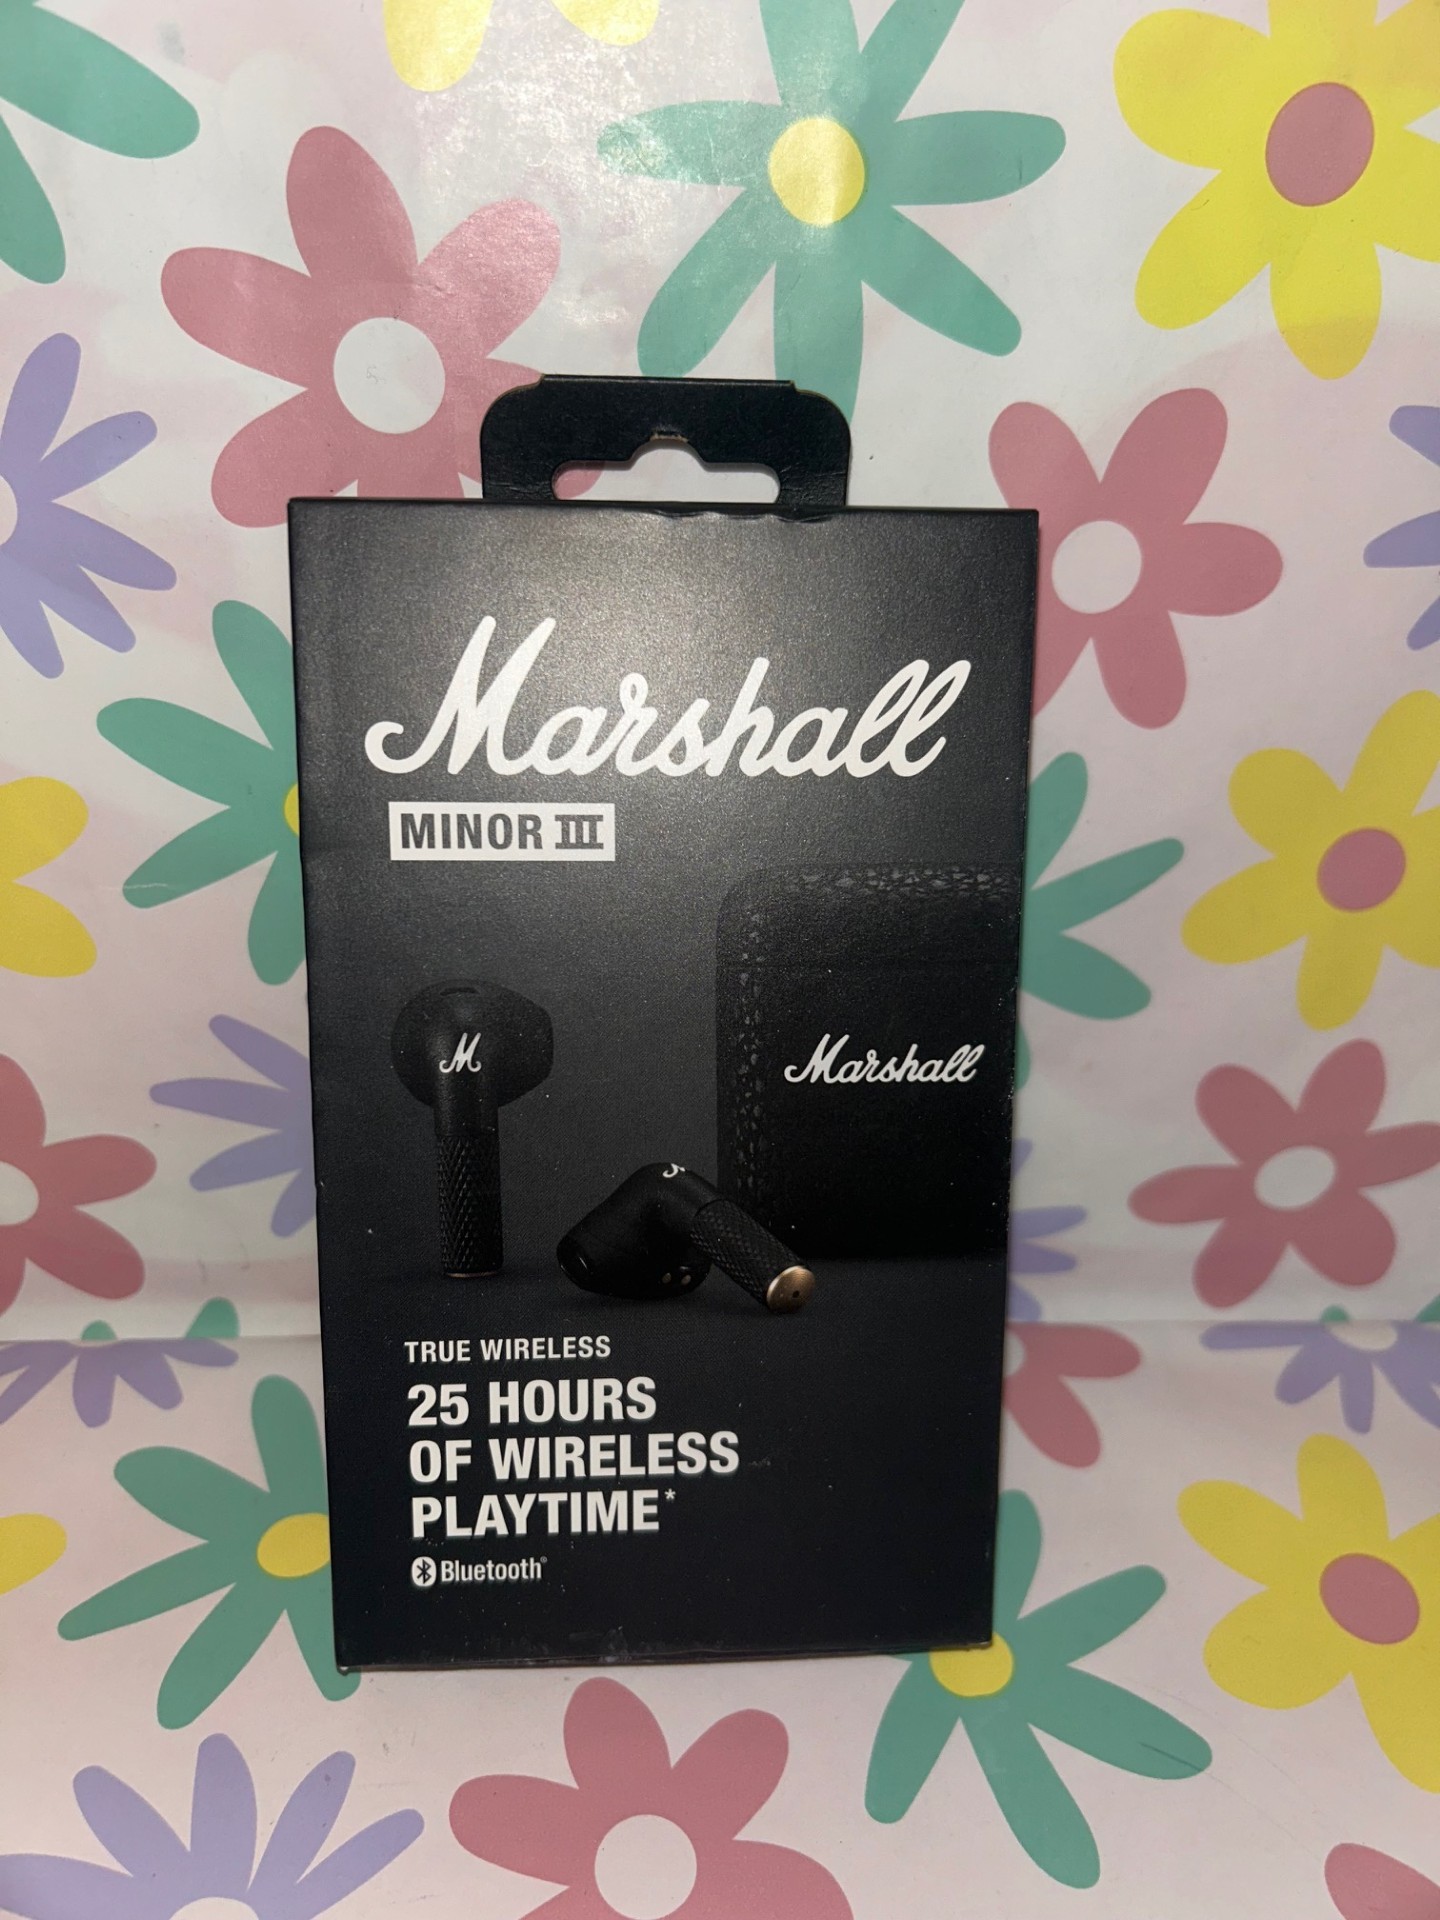 Marshall
MINOR III
M
Marshall
TRUE WIRELESS
25 HOURS
OF WIRELESS
PLAYTIME*
Bluetooth®